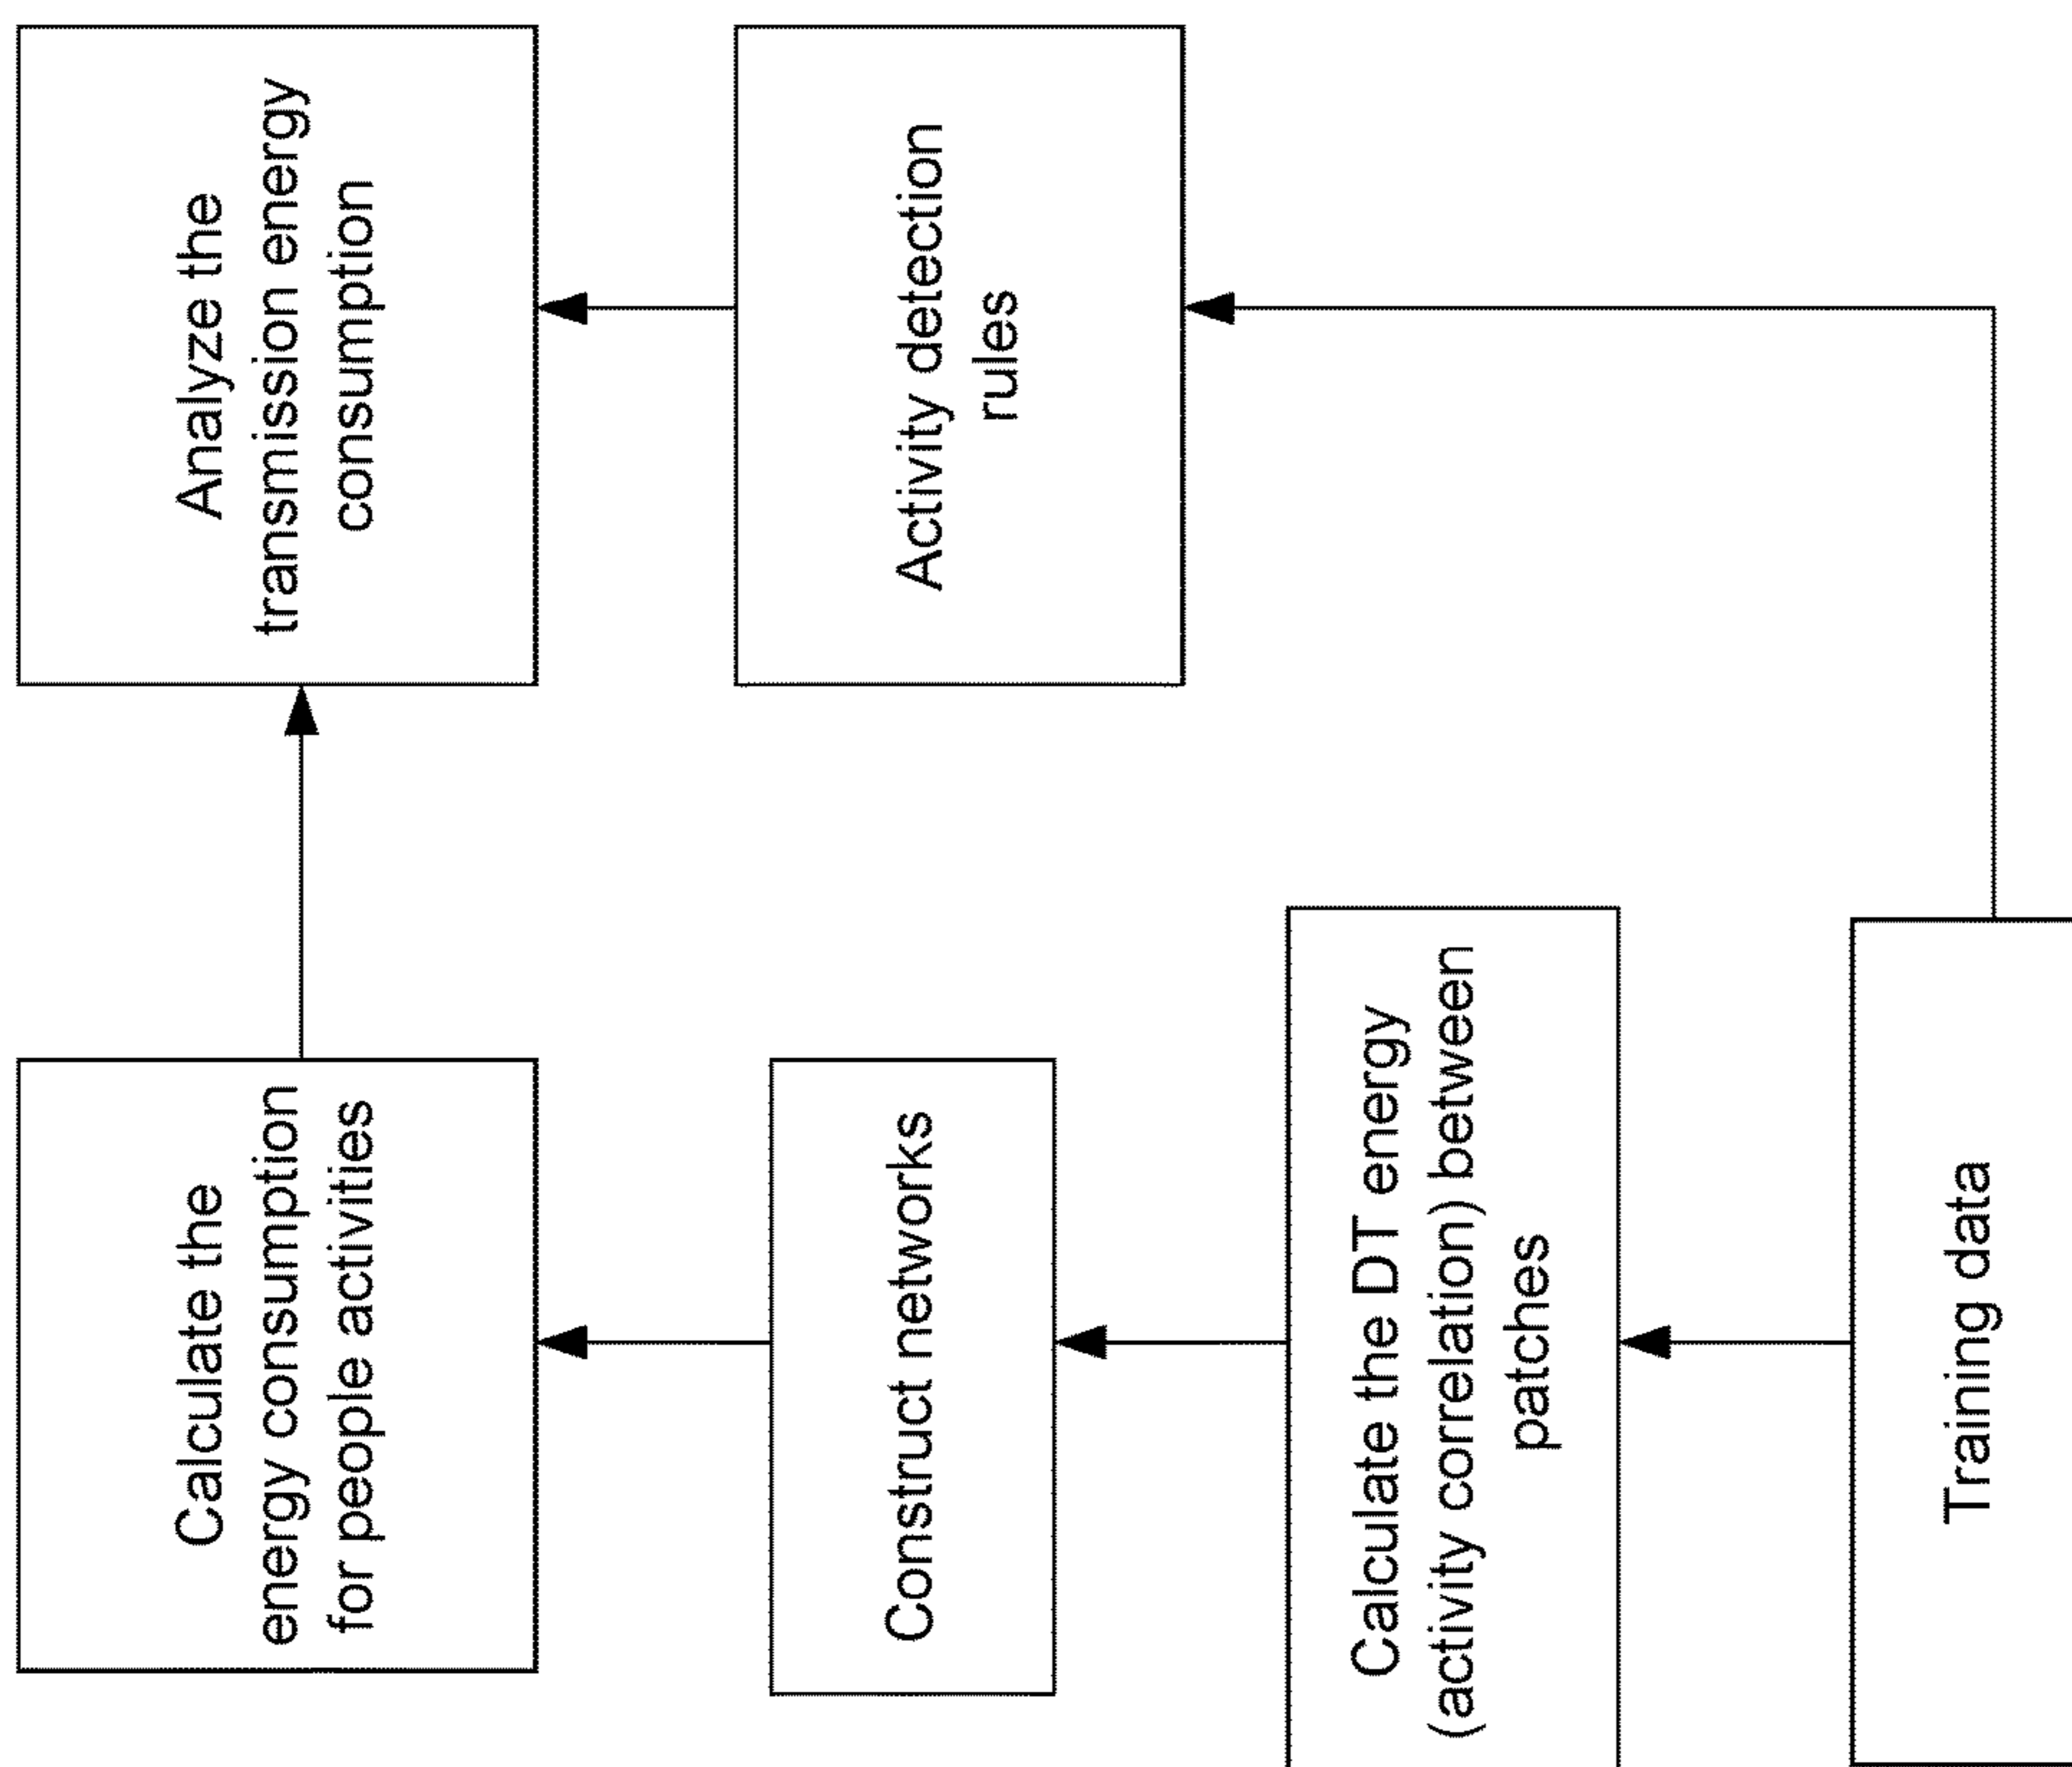 Calculate the
energy consumption
for people activities
Analyze the
transmission energy
consumption
Construct networks
Activity detection
rules
Calculate the DT energy
(activity correlation) between
patches
Training data